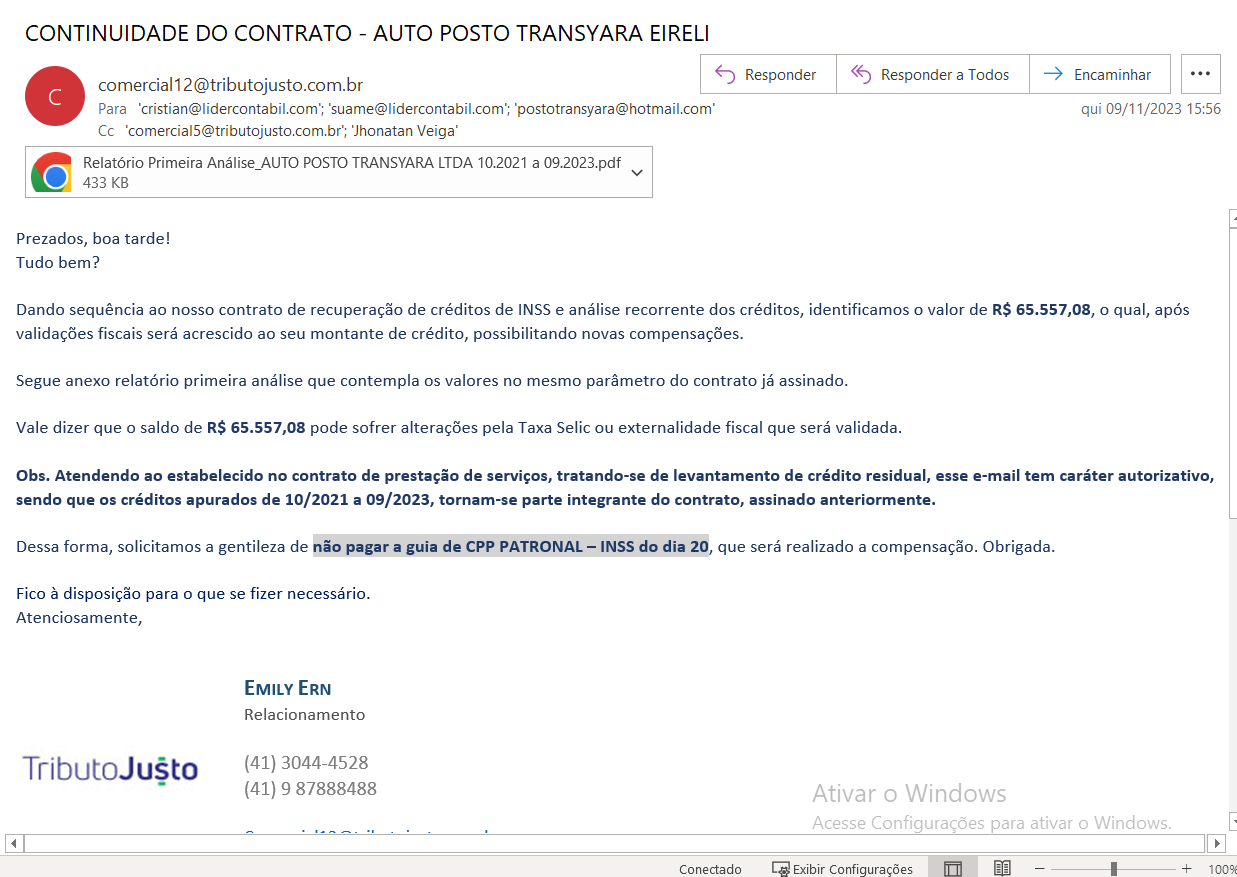 CONTINUIDADE DO CONTRATO - AUTO POSTO TRANSYARA EIRELI
C
comercial12@tributojusto.com.br
Responder
Responder a Todos
Encaminhar
Para 'cristian@lidercontabil.com'; 'suame@lidercontabil.com'; 'postotransyara@hotmail.com'
qui 09/11/2023 15:56
Cc 'comercial5@tributojusto.com.br'; 'Jhonatan Veiga'
Relatório Primeira Análise_AUTO POSTO TRANSYARA LTDA 10.2021 a 09.2023.pdf
433 KB
Prezados, boa tarde!
Tudo bem?
Dando sequência ao nosso contrato de recuperação de créditos de INSS e análise recorrente dos créditos, identificamos o valor de R$ 65.557,08, o qual, após
validações fiscais será acrescido ao seu montante de crédito, possibilitando novas compensações.
Segue anexo relatório primeira análise que contempla os valores no mesmo parâmetro do contrato já assinado.
Vale dizer que o saldo de R$ 65.557,08 pode sofrer alterações pela Taxa Selic ou externalidade fiscal que será validada.
Obs. Atendendo ao estabelecido no contrato de prestação de serviços, tratando-se de levantamento de crédito residual, esse e-mail tem caráter autorizativo,
sendo que os créditos apurados de 10/2021 a 09/2023, tornam-se parte integrante do contrato, assinado anteriormente.
Dessa forma, solicitamos a gentileza de não pagar a guia de CPP PATRONAL – INSS do dia 20, que será realizado a compensação. Obrigada.
Fico à disposição para o que se fizer necessário.
Atenciosamente,
EMILY ERN
Relacionamento
TributoJusto
(41) 3044-4528
(41) 9 87888488
Ativar o Windows
Acesse Configurações para ativar o Windows.
Conectado
Exibir Configurações
100%